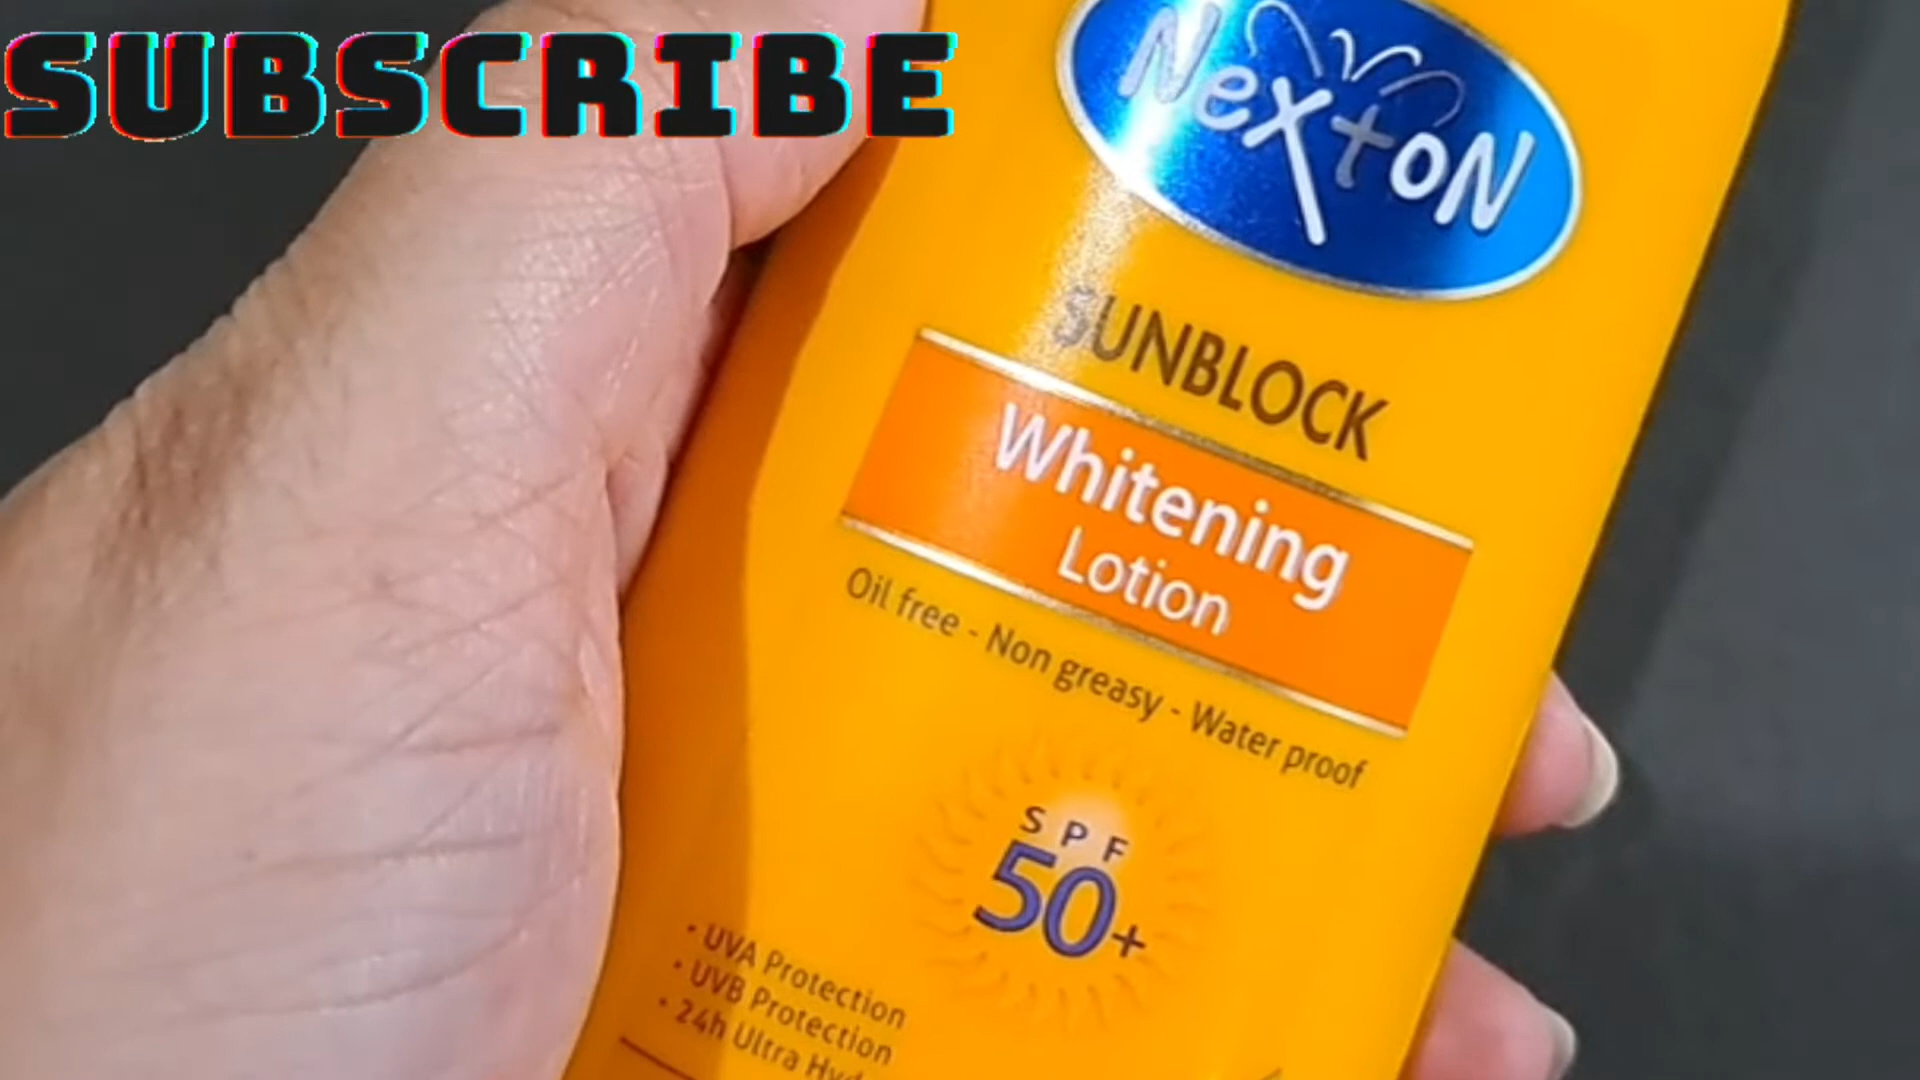 SUBSCRIBE
Nexton
SUNBLOCK
Whitening
Lotion
Oil free - Non greasy - Water proof
SPF
50+
• UVA Protection
• UVB Protection
• 24h Ultra